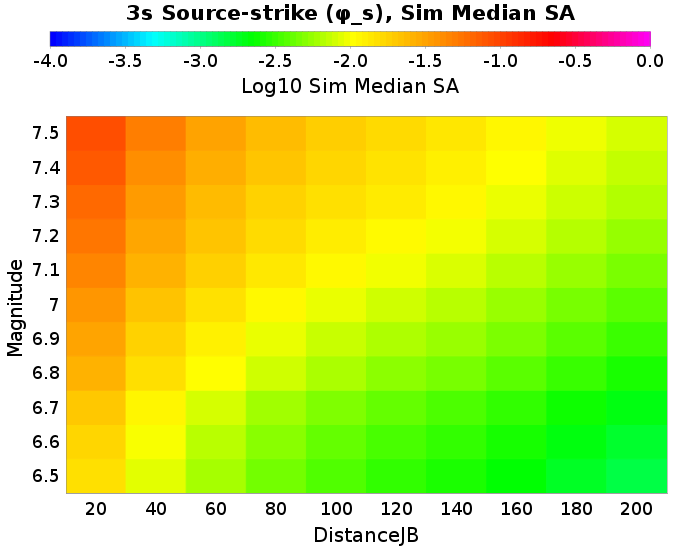 3s Source-strike (φ_s), Sim Median SA
-4.0 -3.5 -3.0 -2.5 -2.0 -1.5 -1.0 -0.5 0.0
Log10 Sim Median SA
7.5
7.4
7.3
7.2
7.1
7
6.9
6.8
6.7
6.6
6.5
Magnitude
20 40 60 80 100 120 140 160 180 200
DistanceJB